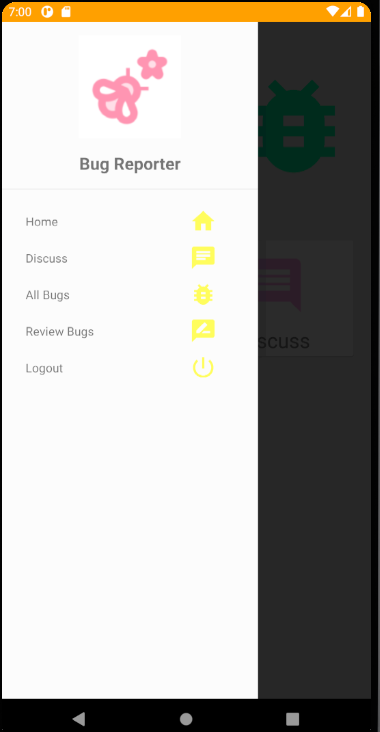 7:00
Bug Reporter
Home
Discuss
All Bugs
Review Bugs
Logout
scuss